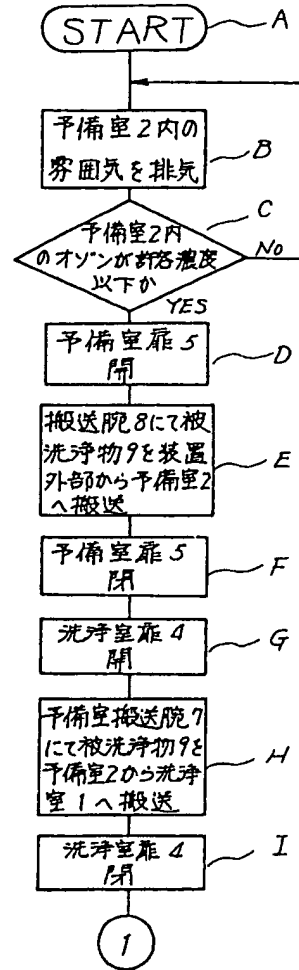 START
A
予備室2内の
雰囲気を排気
B
C
予備室2内
のオゾンが許容濃度
以下か
No
YES
予備室扉5
開
D
搬送腕8にて被
洗浄物9を装置
外部から予備室2
へ搬送
E
予備室扉5
閉
F
洗浄室扉4
開
G
予備室搬送腕7
にて被洗浄物9を
予備室2から洗浄
室1へ搬送
H
洗浄室扉4
閉
I
1